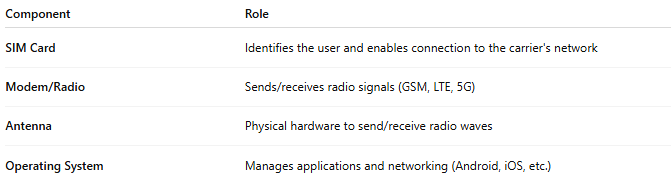 Component Role
SIM Card Identifies the user and enables connection to the carrier's network
Modem/Radio Sends/receives radio signals (GSM, LTE, 5G)
Antenna Physical hardware to send/receive radio waves
Operating System Manages applications and networking (Android, iOS, etc.)